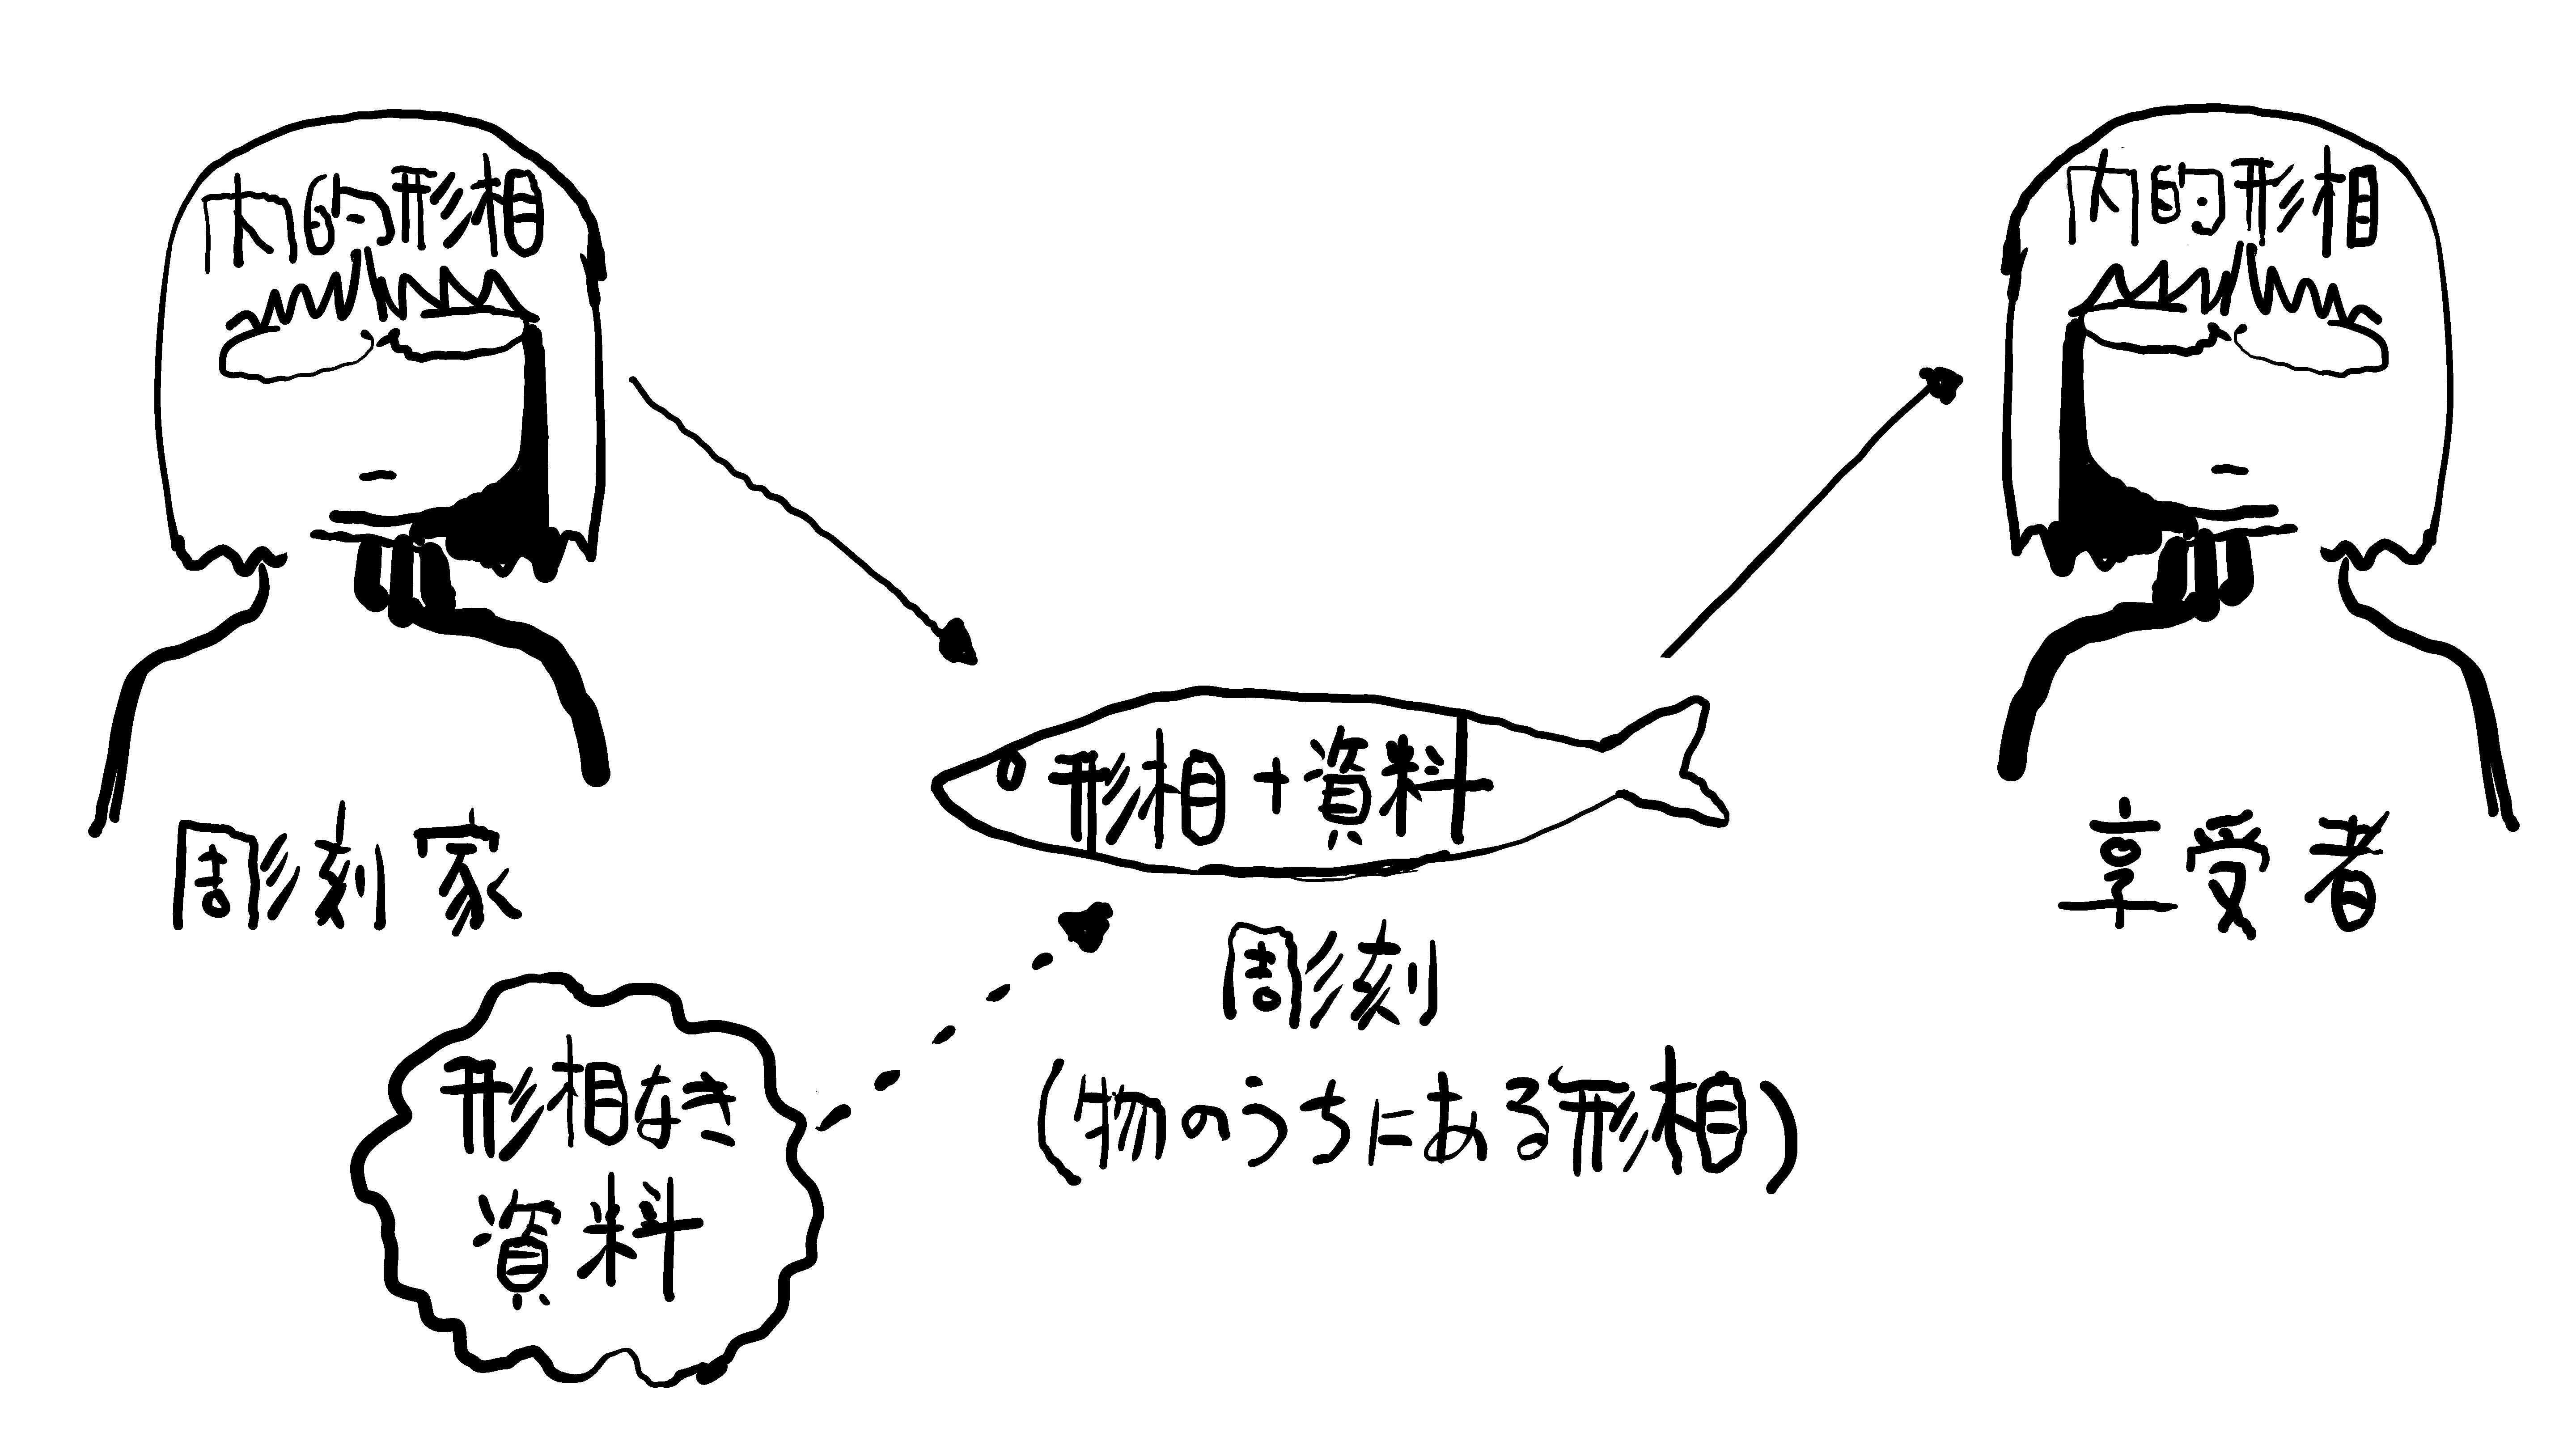 内的形相
内的形相
形相+資料
彫刻家
享受者
彫刻
(物のうちにある形相)
形相なき
資料